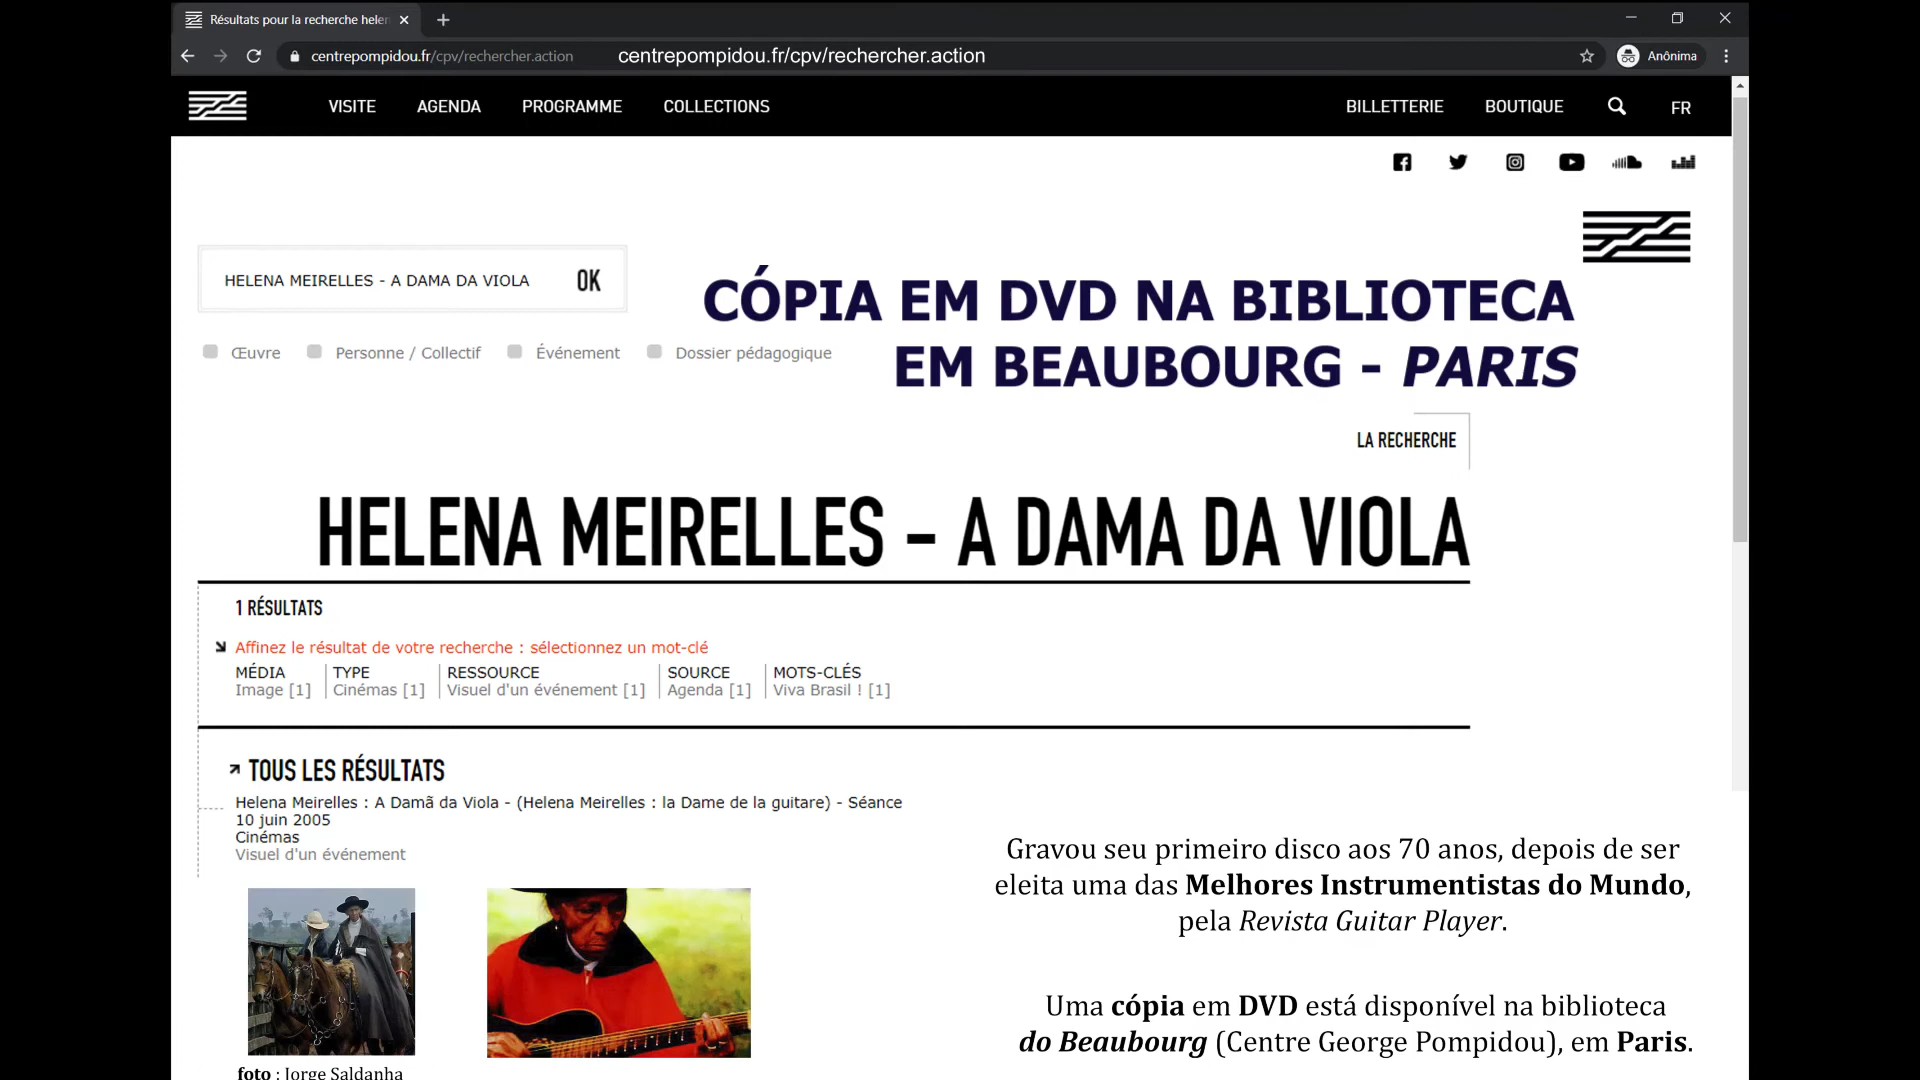 Résultats pour la recherche helen
centrepompidou.fr/cpv/rechercher.action
centrepompidou.fr/cpv/rechercher.action
Anônima
VISITE
AGENDA
PROGRAMME
COLLECTIONS
BILLETTERIE
BOUTIQUE
FR
HELENA MEIRELLES - A DAMA DA VIOLA
OK
CÓPIA EM DVD NA BIBLIOTECA
EM BEAUBOURG - PARIS
Œuvre
Personne / Collectif
Événement
Dossier pédagogique
LA RECHERCHE
HELENA MEIRELLES - A DAMA DA VIOLA
1 RÉSULTATS
Affinez le résultat de votre recherche : sélectionnez un mot-clé
MÉDIA
Image [1]
TYPE
Cinémas [1]
RESSOURCE
Visuel d'un événement [1]
SOURCE
Agenda [1]
MOTS-CLÉS
Viva Brasil ! [1]
TOUS LES RÉSULTATS
Helena Meirelles : A Damã da Viola - (Helena Meirelles : la Dame de la guitare) - Séance
10 juin 2005
Cinémas
Visuel d'un événement
foto : Jorge Saldanha
Gravou seu primeiro disco aos 70 anos, depois de ser
eleita uma das Melhores Instrumentistas do Mundo,
pela Revista Guitar Player.
Uma cópia em DVD está disponível na biblioteca
do Beaubourg (Centre George Pompidou), em Paris.